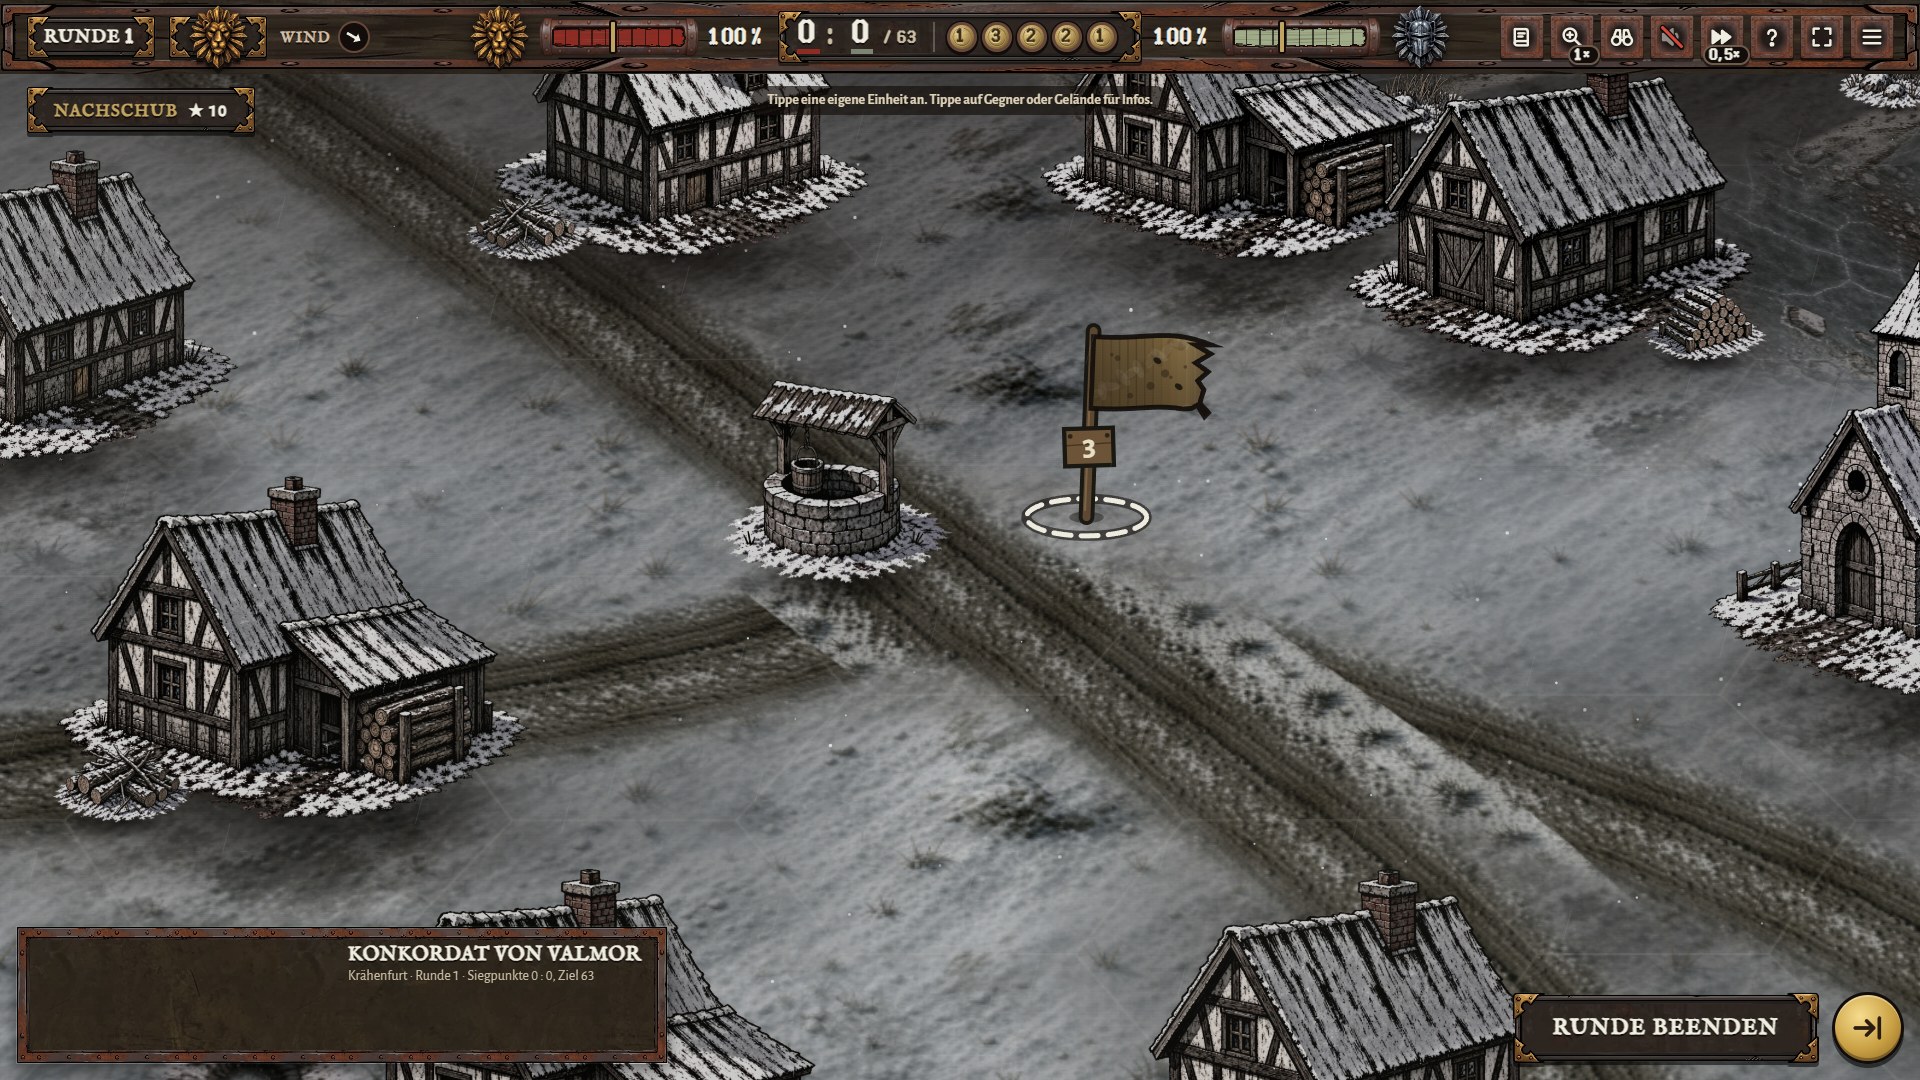 RUNDE 1
WIND
100 %
0 : 0 / 63
1 3 2 2 1
100 %
1×
0,5×
?
NACHSCHUB ★ 10
Tippe eine eigene Einheit an. Tippe auf Gegner oder Gelände für Infos.
3
KONKORDAT VON VALMOR
Krähenfurt · Runde 1 · Siegpunkte 0 : 0, Ziel 63
RUNDE BEENDEN